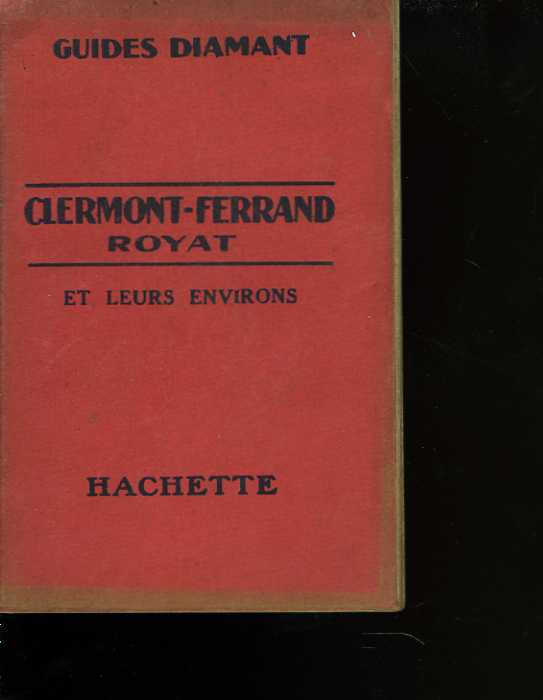 GUIDES DIAMANT
CLERMONT-FERRAND
ROYAT
ET LEURS ENVIRONS
HACHETTE